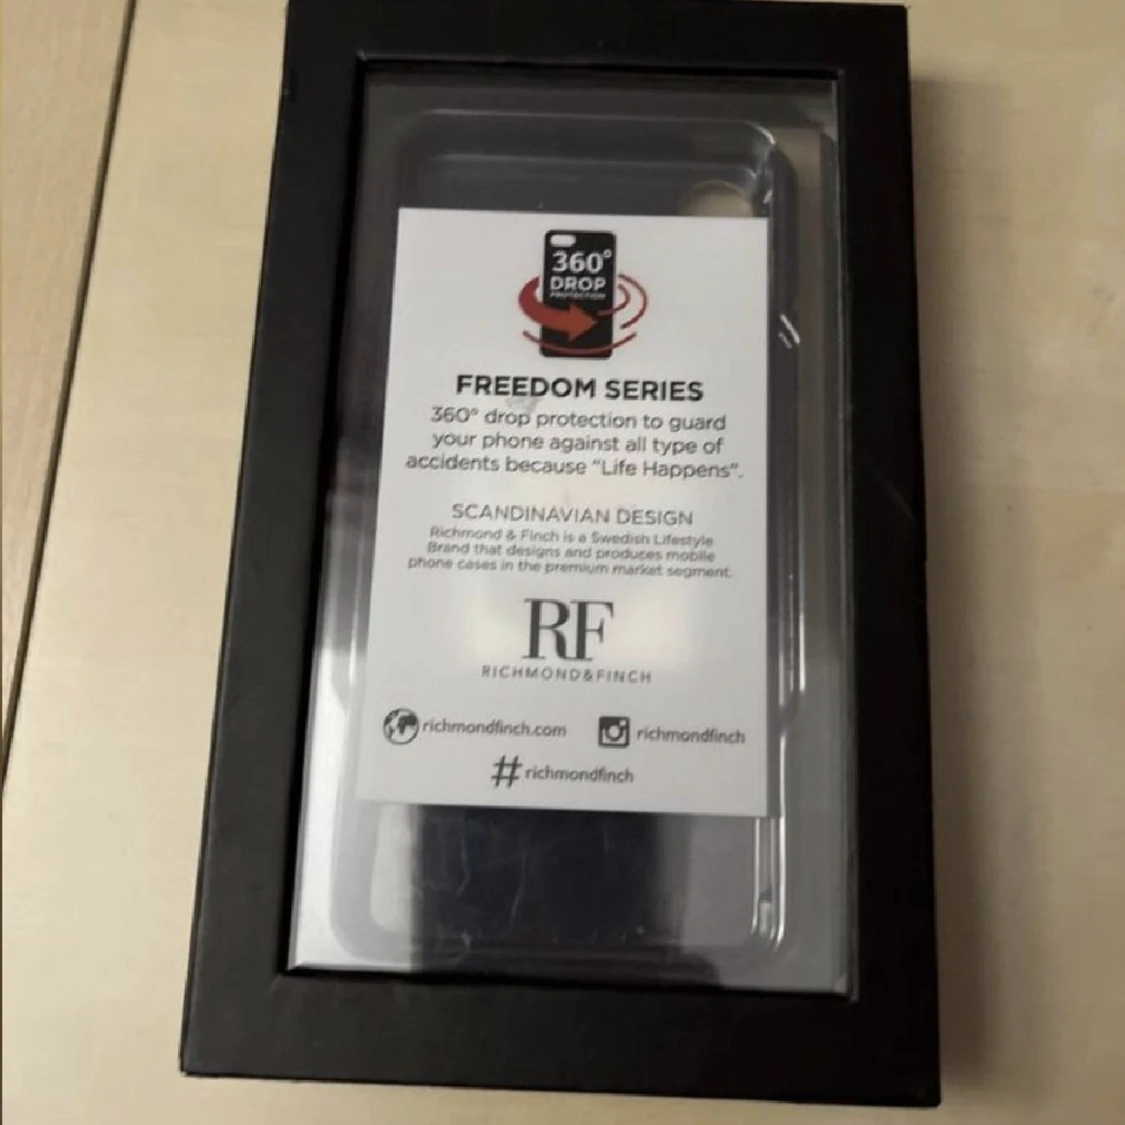 360°
DROP
PROTECTION
FREEDOM SERIES
360° drop protection to guard
your phone against all type of
accidents because "Life Happens".
SCANDINAVIAN DESIGN
Richmond & Finch is a Swedish Lifestyle
Brand that designs and produces mobile
phone cases in the premium market segment.
RF
RICHMOND&FINCH
richmondfinch.com richmondfinch
#richmondfinch